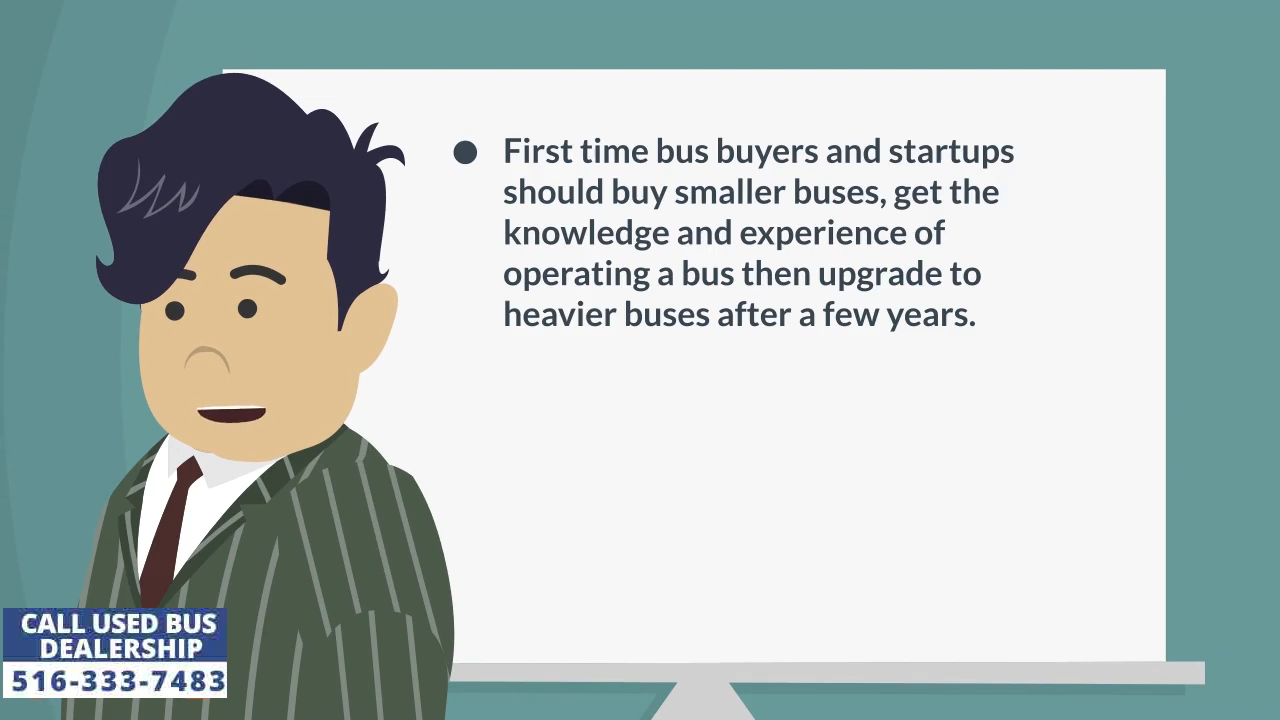 First time bus buyers and startups
should buy smaller buses, get the
knowledge and experience of
operating a bus then upgrade to
heavier buses after a few years.
CALL USED BUS
DEALERSHIP
516-333-7483